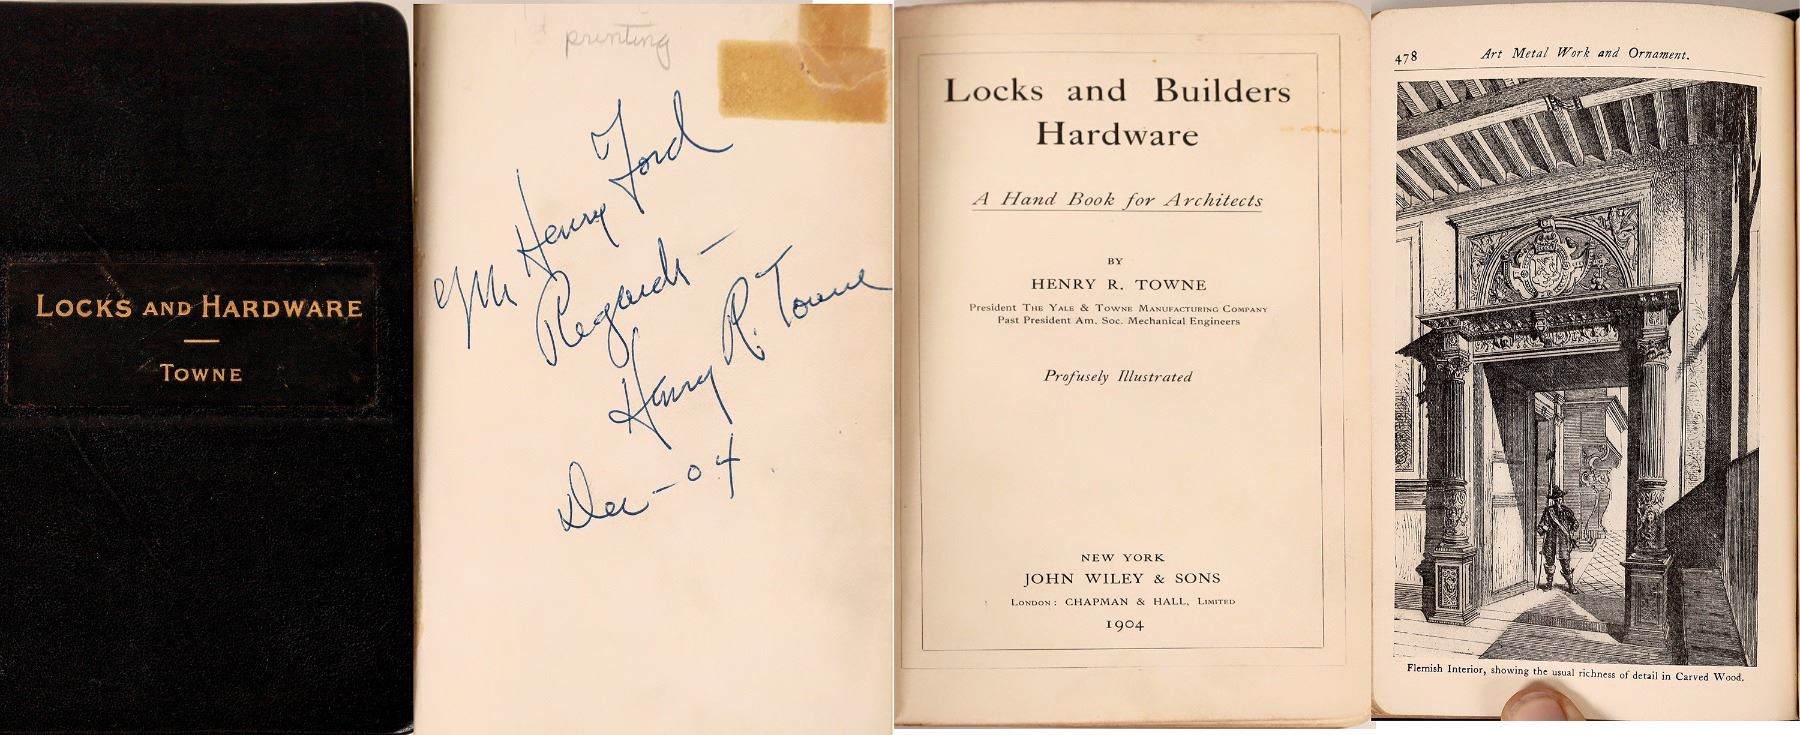 LOCKS AND HARDWARE
TOWNE
printing
Mr Henry Ford
Regards –
Henry R. Towne
Dec – 04
Locks and Builders
Hardware
A Hand Book for Architects
BY
HENRY R. TOWNE
President THE YALE & TOWNE MANUFACTURING COMPANY
Past President Am. Soc. Mechanical Engineers
Profusely Illustrated
NEW YORK
JOHN WILEY & SONS
LONDON: CHAPMAN & HALL, LIMITED
1904
478 Art Metal Work and Ornament.
Flemish Interior, showing the usual richness of detail in Carved Wood.